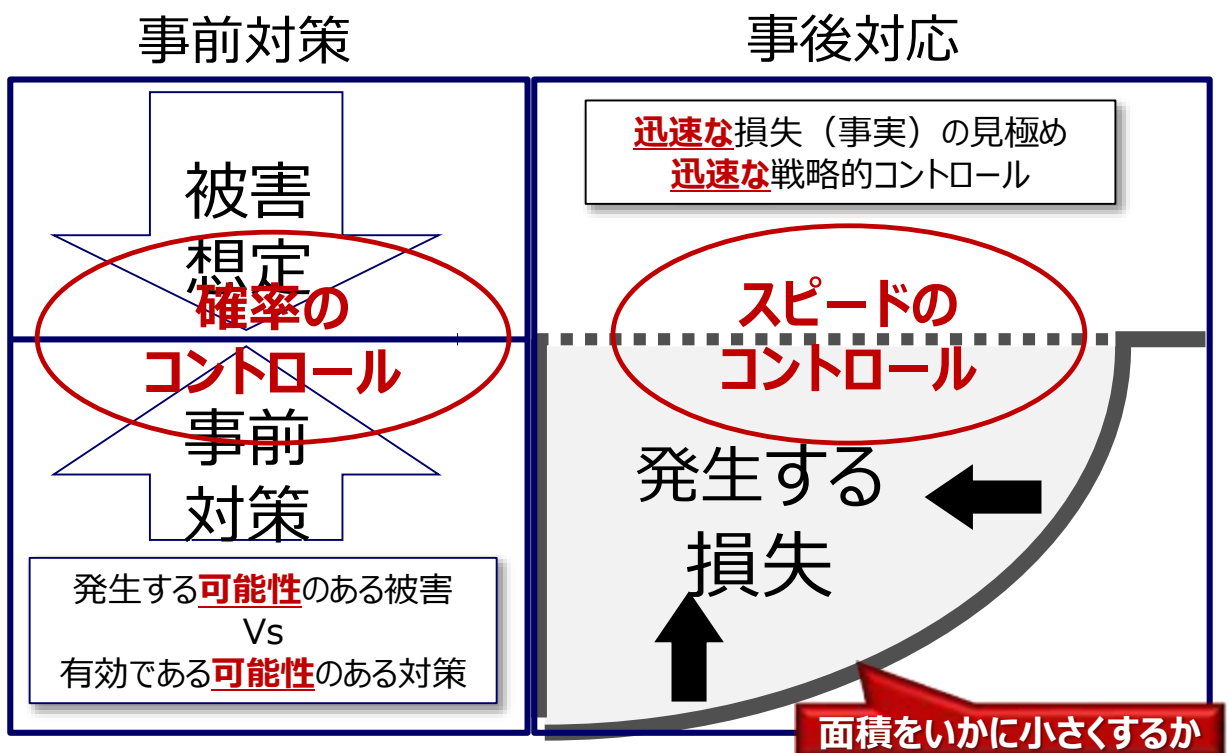 事前対策
被害
想定
確率の
コントロール
事前
対策
発生する可能性のある被害
Vs
有効である可能性のある対策
事後対応
迅速な損失（事実）の見極め
迅速な戦略的コントロール
スピードの
コントロール
発生する
損失
面積をいかに小さくするか